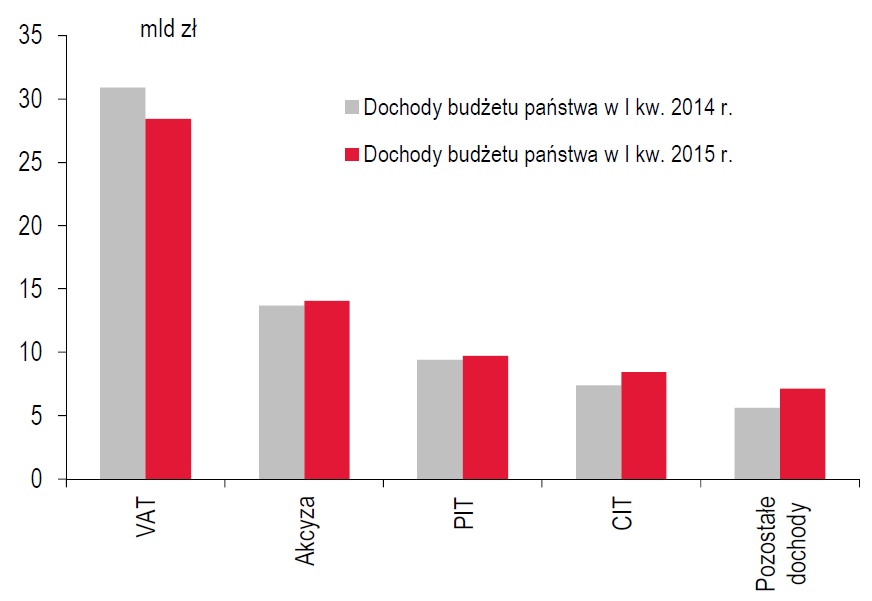 mld zł
35
30
25
20
15
10
5
0
Dochody budżetu państwa w I kw. 2014 r.
Dochody budżetu państwa w I kw. 2015 r.
VAT
Akcyza
PIT
CIT
Pozostałe
dochody